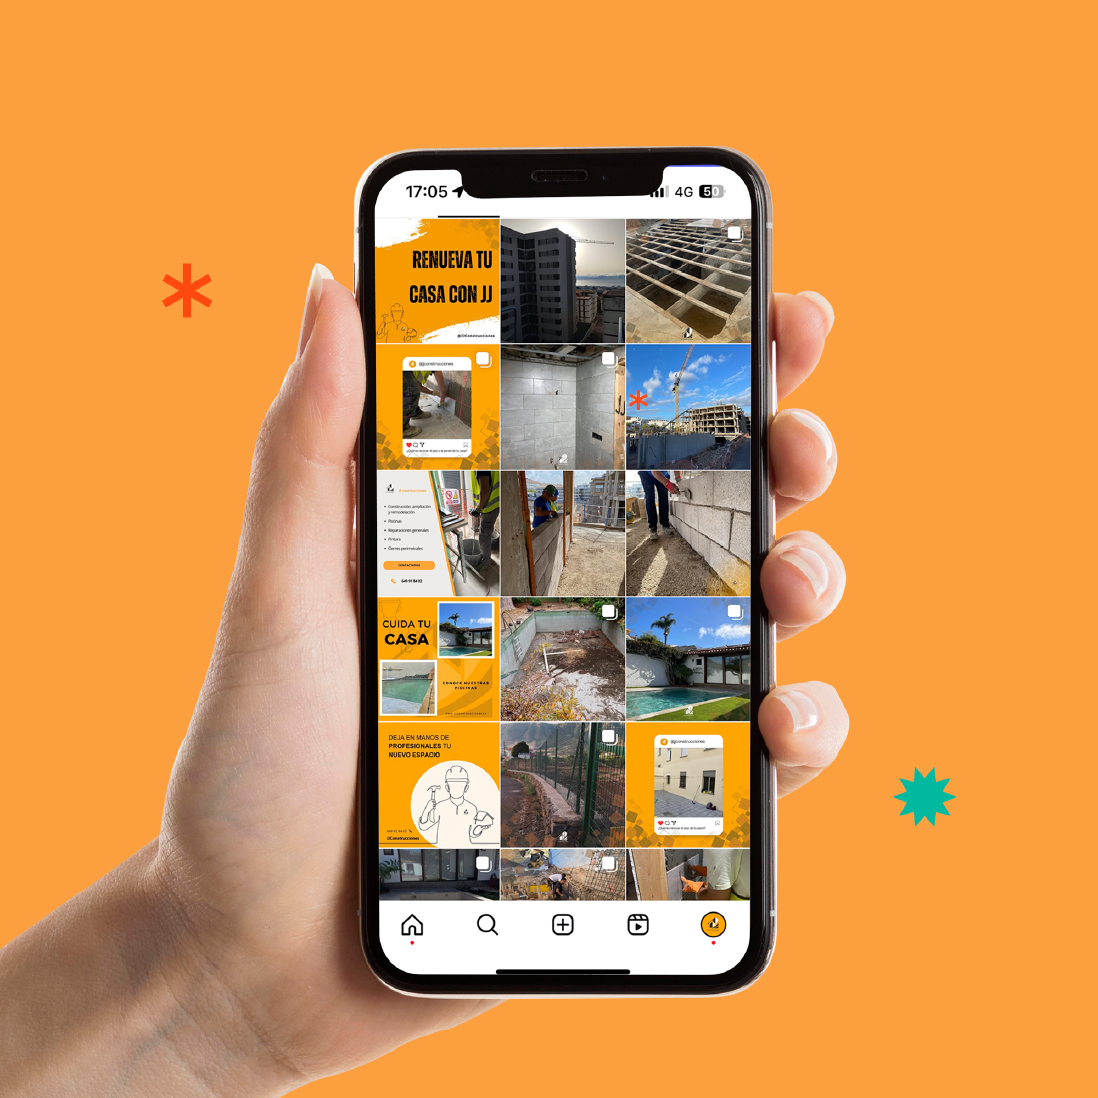 17:05
4G
50
RENUEVA TU
CASA CON JJ
@JJConstrucciones
@jjconstrucciones
Construcción, ampliación
y remodelación
Piscinas
Reparaciones generales
Pintura
Cierres perimetrales
CONTÁCTANOS
CUIDA TU
CASA
CONOCE NUESTRAS
PISCINAS
DEJA EN MANOS DE
PROFESIONALES TU
NUEVO ESPACIO
JJConstrucciones
@jjconstrucciones